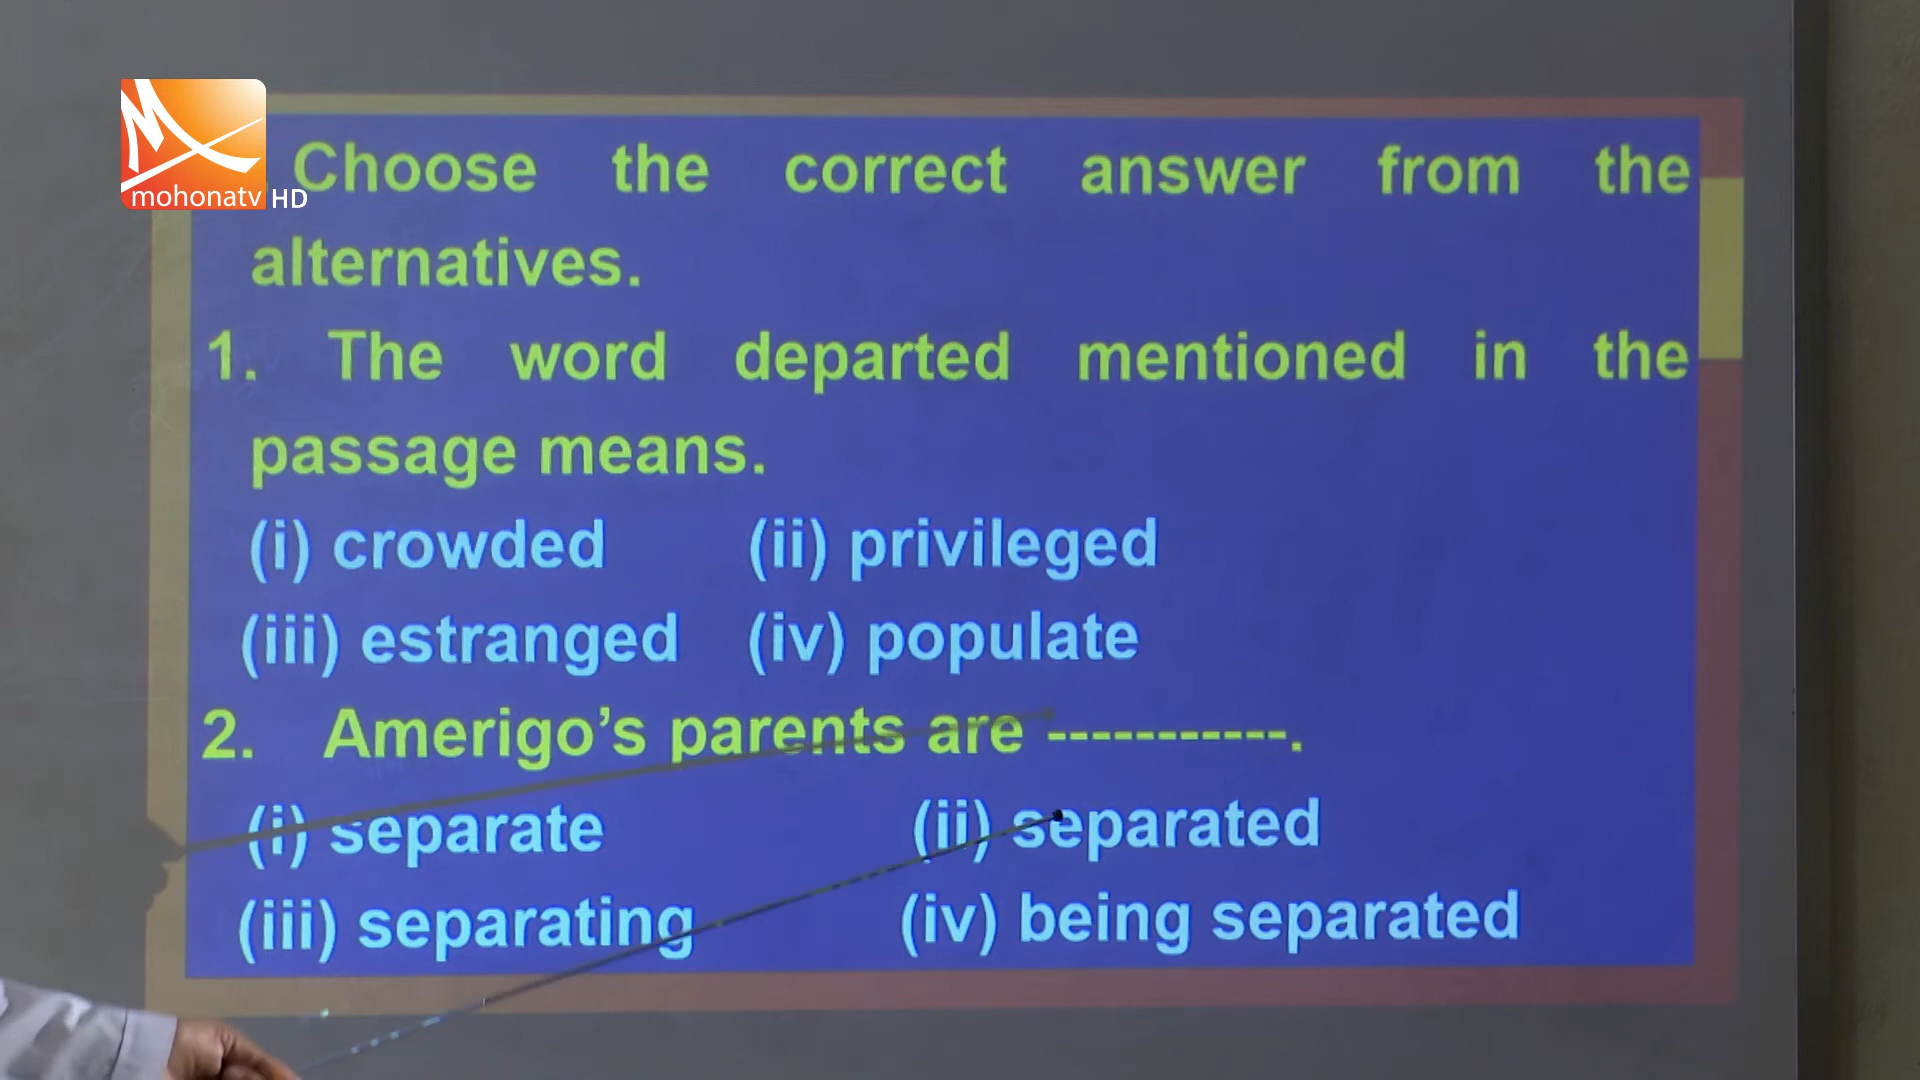 mohonatv HD
Choose the correct answer from the
alternatives.
1. The word departed mentioned in the
passage means.
(i) crowded (ii) privileged
(iii) estranged (iv) populate
2. Amerigo’s parents are -----------.
(i) separate (ii) separated
(iii) separating (iv) being separated